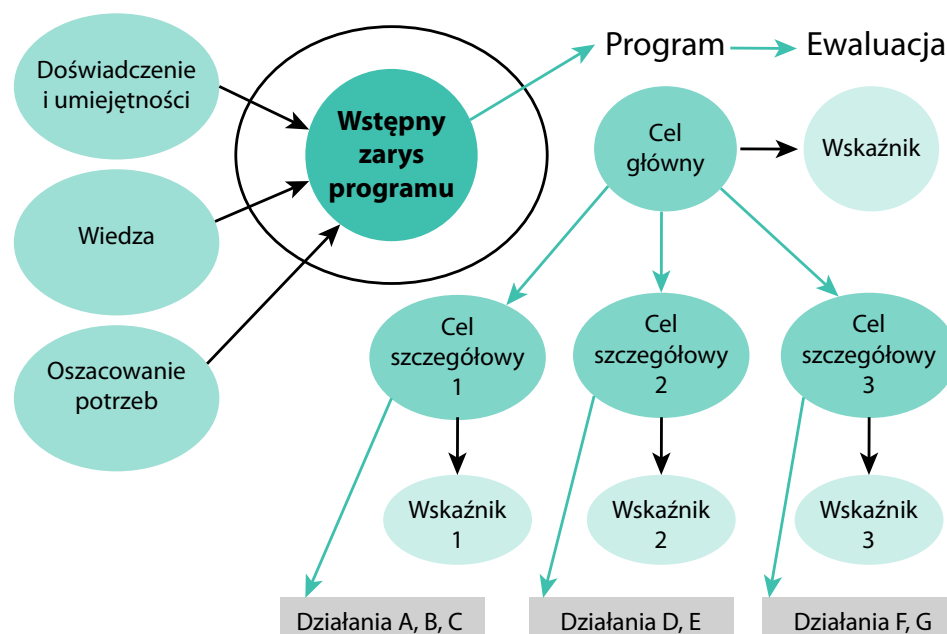 Doświadczenie
i umiejętności
Wiedza
Oszacowanie
potrzeb
Wstępny
zarys
programu
Program
Ewaluacja
Cel
główny
Wskaźnik
Cel
szczegółowy
1
Cel
szczegółowy
2
Cel
szczegółowy
3
Wskaźnik
1
Wskaźnik
2
Wskaźnik
3
Działania A, B, C
Działania D, E
Działania F, G